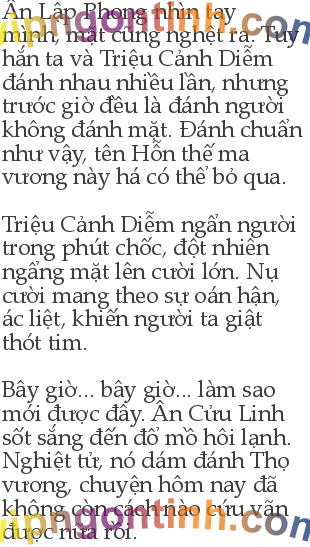 Ân Lập Phong nhìn tay
mình, mặt cũng nghệt ra. Tuy
hắn ta và Triệu Cảnh Diễm
đánh nhau nhiều lần, nhưng
trước giờ đều là đánh người
không đánh mặt. Đánh chuẩn
như vậy, tên Hỗn thế ma
vương này há có thể bỏ qua.
Triệu Cảnh Diễm ngẩn người
trong phút chốc, đột nhiên
ngẩng mặt lên cười lớn. Nụ
cười mang theo sự oán hận,
ác liệt, khiến người ta giật
thót tim.
Bây giờ... bây giờ... làm sao
mới được đây. Ân Cửu Linh
sốt sắng đến đổ mồ hôi lạnh.
Nghiệt tử, nó dám đánh Thọ
vương, chuyện hôm nay đã
không còn cách nào cứu vãn
được nữa rồi.
vipngontinh.com
vipngontinh.com